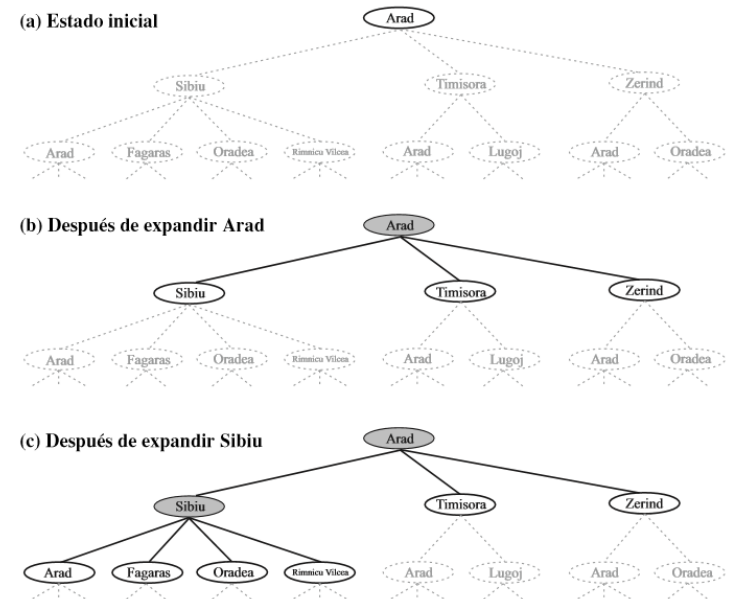 (a) Estado inicial
Arad
Sibiu
Timisora
Zerind
Arad
Fagaras
Oradea
Rimnicu Vilcea
Arad
Lugoj
Arad
Oradea
(b) Después de expandir Arad
Arad
Sibiu
Timisora
Zerind
Arad
Fagaras
Oradea
Rimnicu Vilcea
Arad
Lugoj
Arad
Oradea
(c) Después de expandir Sibiu
Arad
Sibiu
Timisora
Zerind
Arad
Fagaras
Oradea
Rimnicu Vilcea
Arad
Lugoj
Arad
Oradea